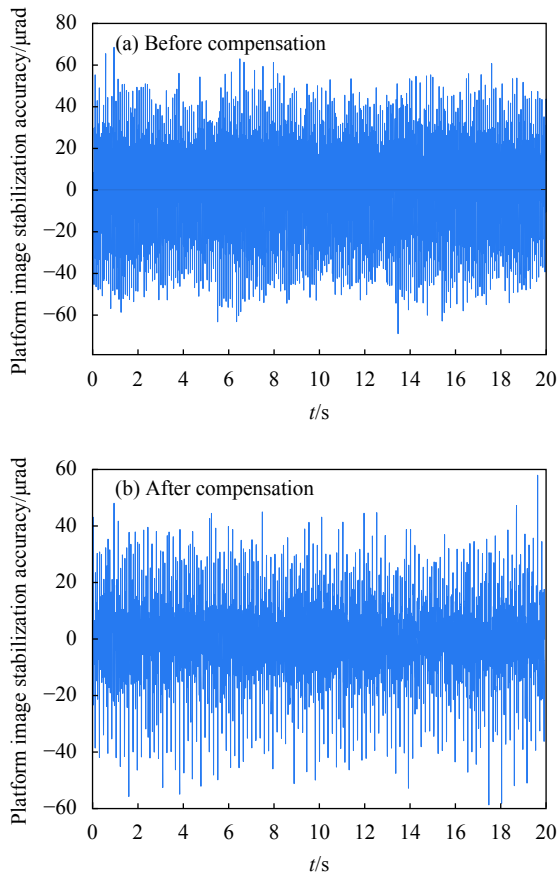 Platform image stabilization accuracy/μrad
(a) Before compensation
80
60
40
20
0
−20
−40
−60
0 2 4 6 8 10 12 14 16 18 20
t/s
Platform image stabilization accuracy/μrad
(b) After compensation
60
40
20
0
−20
−40
−60
0 2 4 6 8 10 12 14 16 18 20
t/s